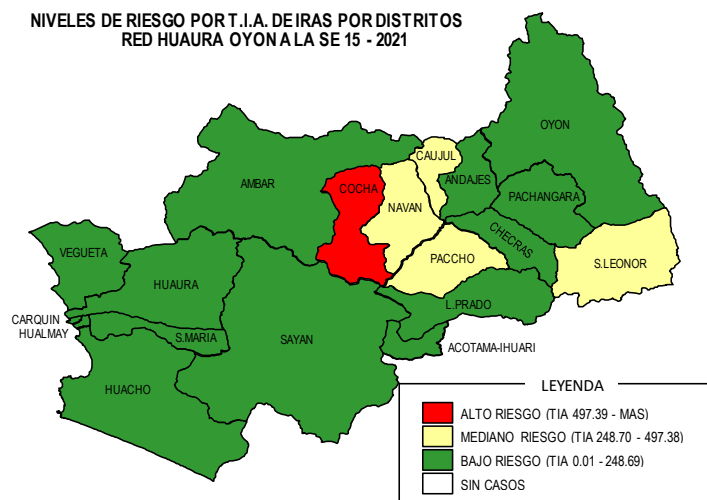 NIVELES DE RIESGO POR T.I.A. DE IRAS POR DISTRITOS
RED HUAURA OYON A LA SE 15 - 2021
OYON
CAUJUL
AMBAR
COCHA
ANDAJES
NAVAN
PACHANGARA
CHECRAS
VEGUETA
PACCHO
S.LEONOR
HUAURA
L.PRADO
CARQUIN
HUALMAY
S.MARIA
SAYAN
ACOTAMA-IHUARI
HUACHO
LEYENDA
ALTO RIESGO (TIA 497.39 - MAS)
MEDIANO RIESGO (TIA 248.70 - 497.38)
BAJO RIESGO (TIA 0.01 - 248.69)
SIN CASOS